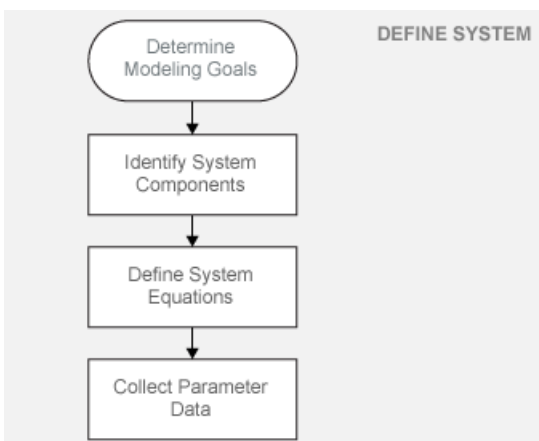 DEFINE SYSTEM
Determine
Modeling Goals
Identify System
Components
Define System
Equations
Collect Parameter
Data